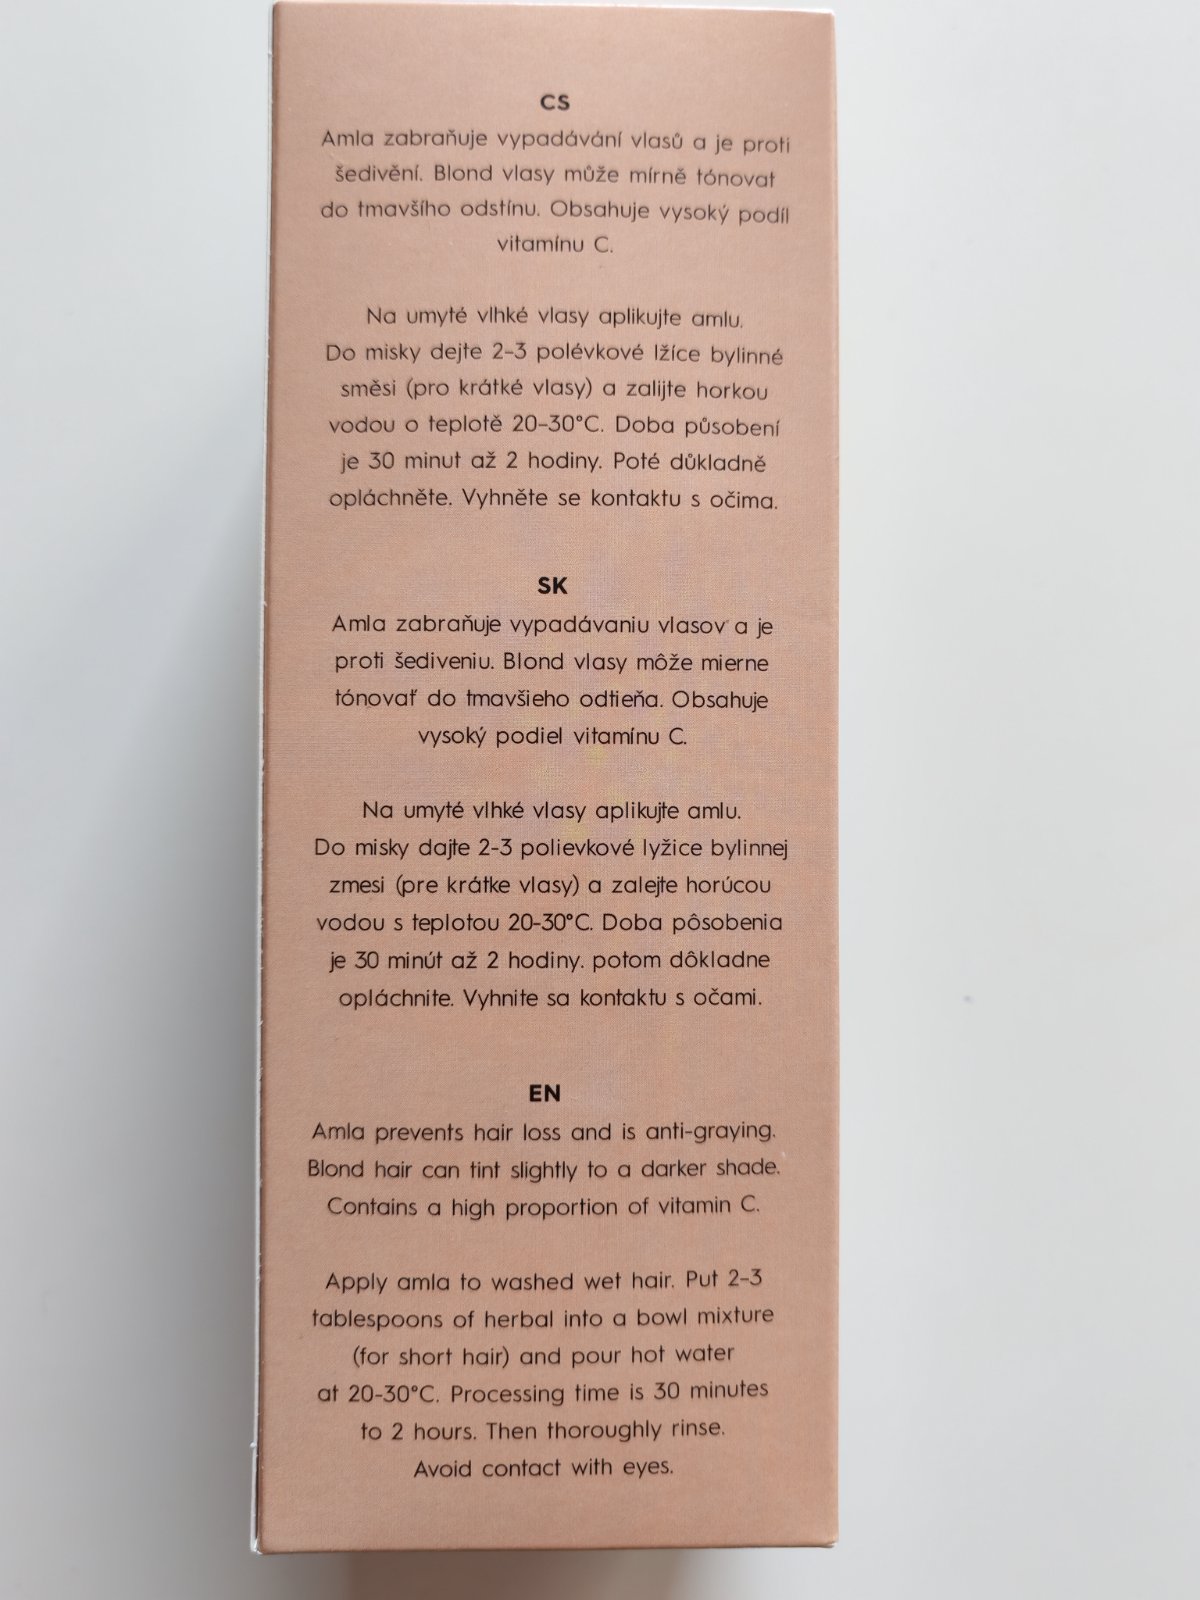 CS
Amla zabraňuje vypadávání vlasů a je proti
šedivění. Blond vlasy může mírně tónovat
do tmavšího odstínu. Obsahuje vysoký podíl
vitamínu C.
Na umyté vlhké vlasy aplikujte amlu.
Do misky dejte 2–3 polévkové lžíce bylinné
směsi (pro krátké vlasy) a zalijte horkou
vodou o teplotě 20–30°C. Doba působení
je 30 minut až 2 hodiny. Poté důkladně
opláchněte. Vyhněte se kontaktu s očima.
SK
Amla zabraňuje vypadávaniu vlasov a je
proti šediveniu. Blond vlasy môže mierne
tónovať do tmavšieho odtieňa. Obsahuje
vysoký podiel vitamínu C.
Na umyté vlhké vlasy aplikujte amlu.
Do misky dajte 2-3 polievkové lyžice bylinnej
zmesi (pre krátke vlasy) a zalejte horúcou
vodou s teplotou 20-30°C. Doba pôsobenia
je 30 minút až 2 hodiny. potom dôkladne
opláchnite. Vyhnite sa kontaktu s očami.
EN
Amla prevents hair loss and is anti-graying.
Blond hair can tint slightly to a darker shade.
Contains a high proportion of vitamin C.
Apply amla to washed wet hair. Put 2–3
tablespoons of herbal into a bowl mixture
(for short hair) and pour hot water
at 20-30°C. Processing time is 30 minutes
to 2 hours. Then thoroughly rinse.
Avoid contact with eyes.